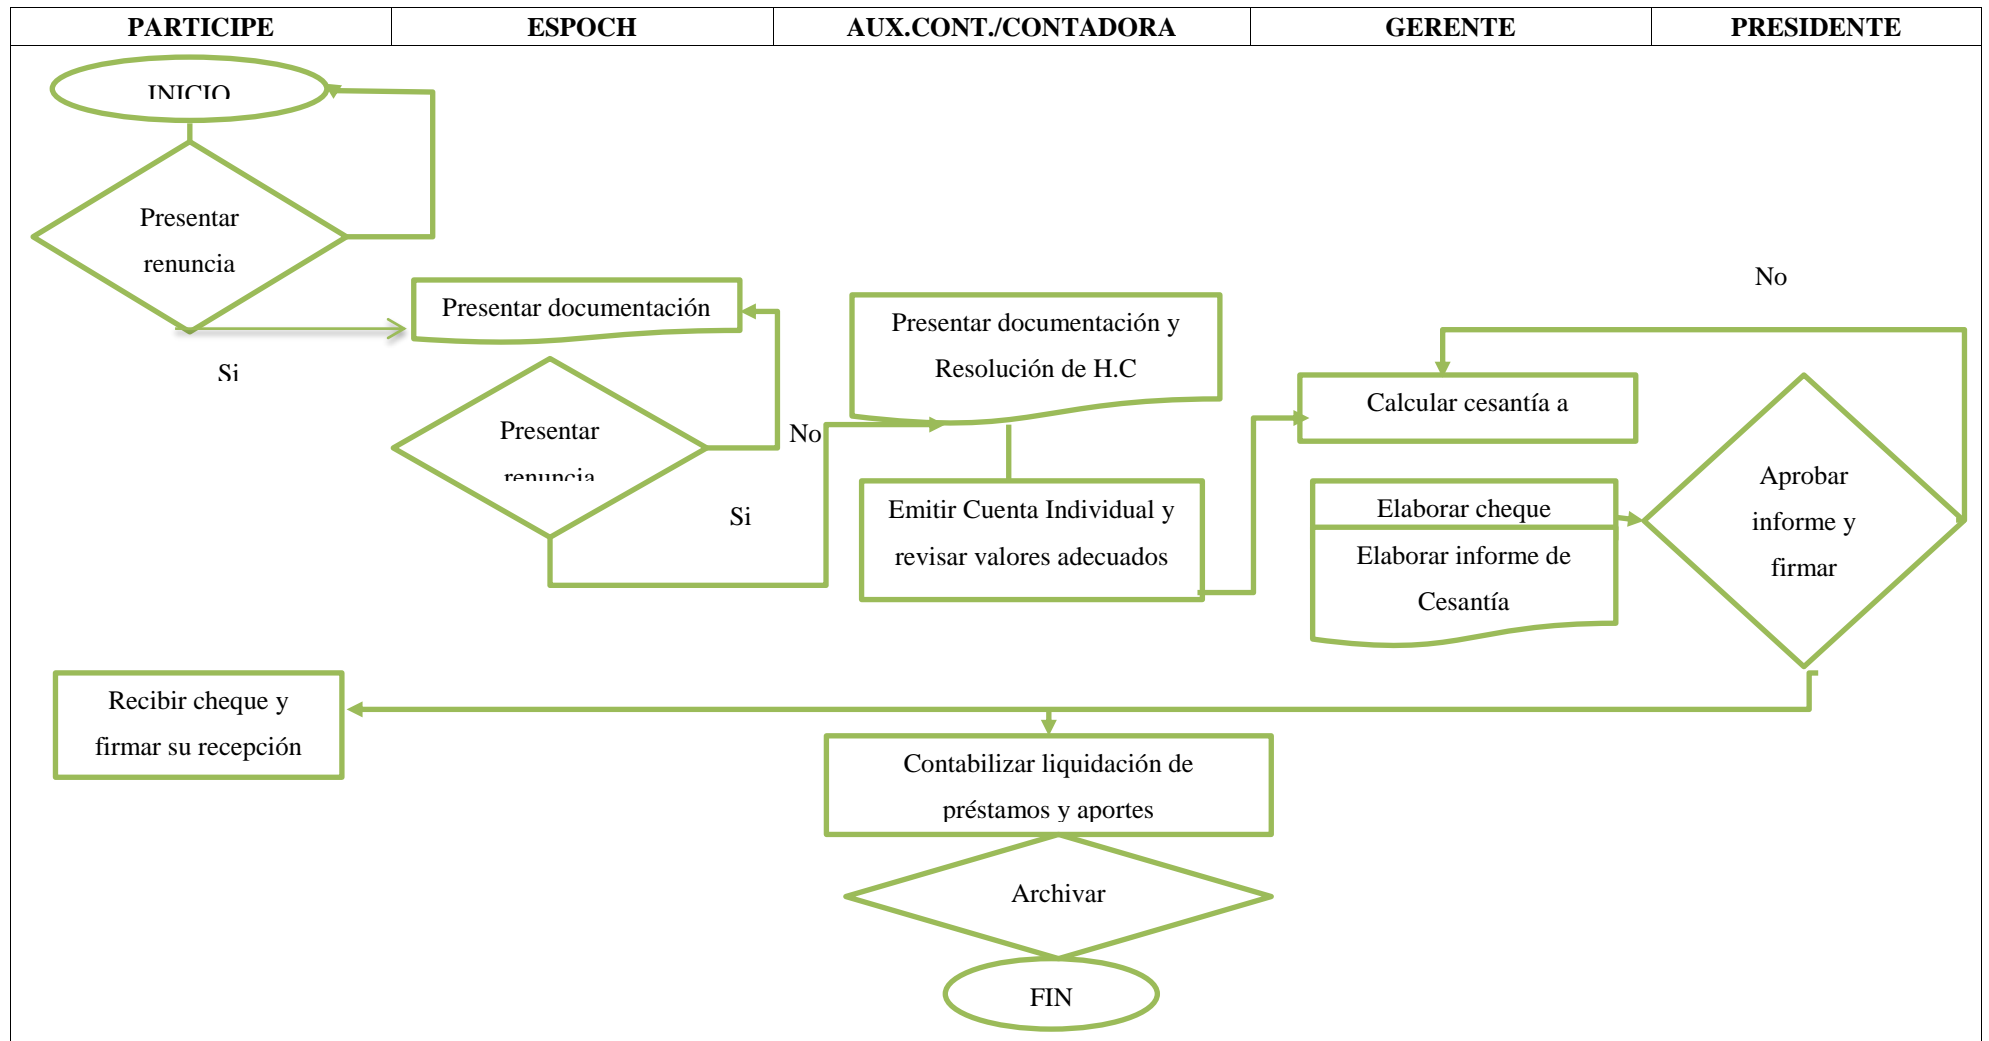 PARTICIPE
ESPOCH
AUX.CONT./CONTADORA
GERENTE
PRESIDENTE
INICIO
Presentar
renuncia
Si
Presentar documentación
Presentar
renuncia
No
Si
Presentar documentación y
Resolución de H.C
Emitir Cuenta Individual y
revisar valores adecuados
Calcular cesantía a
Elaborar cheque
Elaborar informe de
Cesantía
No
Aprobar
informe y
firmar
Recibir cheque y
firmar su recepción
Contabilizar liquidación de
préstamos y aportes
Archivar
FIN